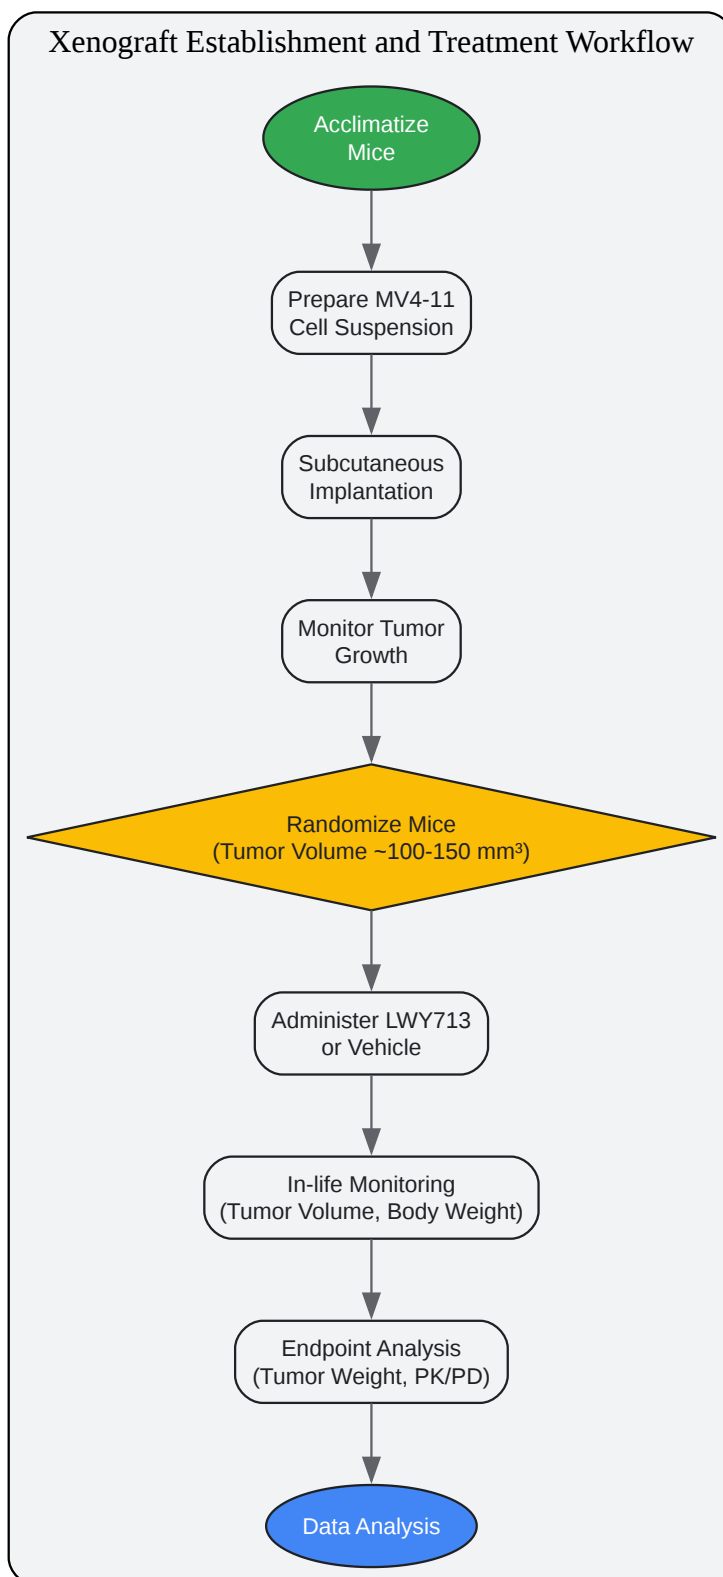 Xenograft Establishment and Treatment Workflow
Acclimatize
Mice
Prepare MV4-11
Cell Suspension
Subcutaneous
Implantation
Monitor Tumor
Growth
Randomize Mice
(Tumor Volume ~100-150 mm³)
Administer LWY713
or Vehicle
In-life Monitoring
(Tumor Volume, Body Weight)
Endpoint Analysis
(Tumor Weight, PK/PD)
Data Analysis